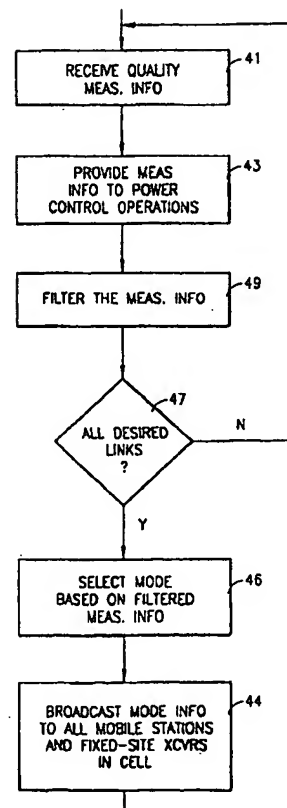 RECEIVE QUALITY
MEAS. INFO
41
PROVIDE MEAS
INFO TO POWER
CONTROL OPERATIONS
43
FILTER THE MEAS. INFO
49
ALL DESIRED
LINKS
?
47
N
Y
SELECT MODE
BASED ON FILTERED
MEAS. INFO
46
BROADCAST MODE INFO
TO ALL MOBILE STATIONS
AND FIXED-SITE XCVRS
IN CELL
44